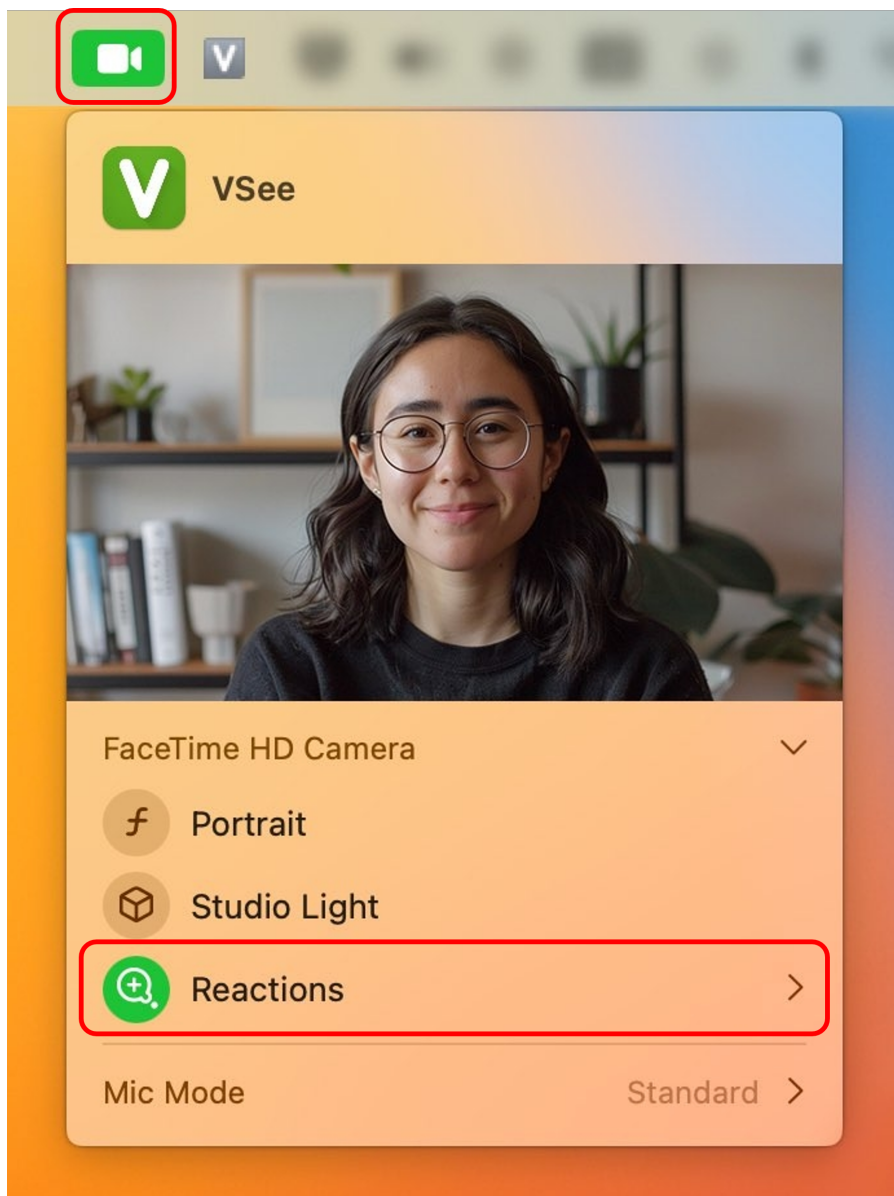 V
V
VSee
FaceTime HD Camera
Portrait
Studio Light
Reactions
Mic Mode Standard